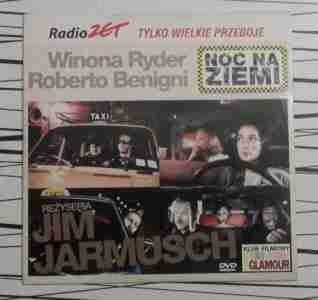 Radio ZET TYLKO WIELKIE PRZEBOJE
Winona Ryder
Roberto Benigni
NOC NA
ZIEMI
TAXI
REŻYSERIA
JIM
JARMUSCH
DVD
KLUB FILMOWY
GLAMOUR